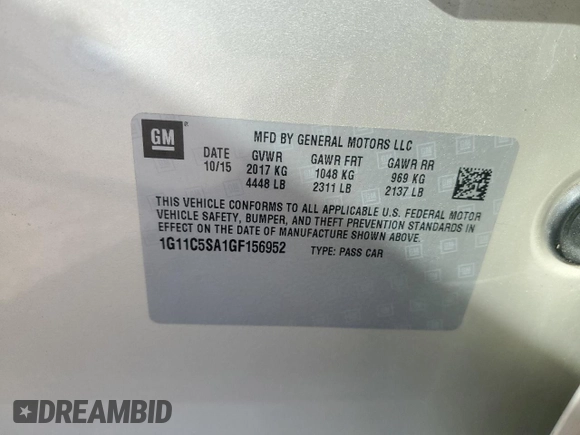 GM
MFD BY GENERAL MOTORS LLC
DATE GVWR GAWR FRT GAWR RR
10/15 2017 KG 1048 KG 969 KG
4448 LB 2311 LB 2137 LB
THIS VEHICLE CONFORMS TO ALL APPLICABLE U.S. FEDERAL MOTOR
VEHICLE SAFETY, BUMPER, AND THEFT PREVENTION STANDARDS IN
EFFECT ON THE DATE OF MANUFACTURE SHOWN ABOVE.
1G11C5SA1GF156952 TYPE: PASS CAR
DREAMBID